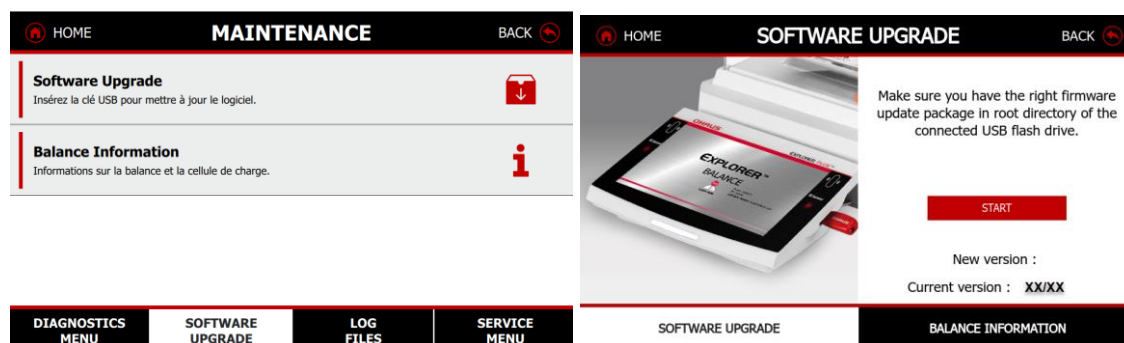 HOME MAINTENANCE BACK
Software Upgrade
Insérez la clé USB pour mettre à jour le logiciel.
Balance Information
Informations sur la balance et la cellule de charge.
DIAGNOSTICS MENU
SOFTWARE UPGRADE
LOG FILES
SERVICE MENU
HOME SOFTWARE UPGRADE BACK
OHAUS
EXPLORER™
BALANCE
Make sure you have the right firmware
update package in root directory of the
connected USB flash drive.
START
New version :
Current version : XX/XX
SOFTWARE UPGRADE BALANCE INFORMATION